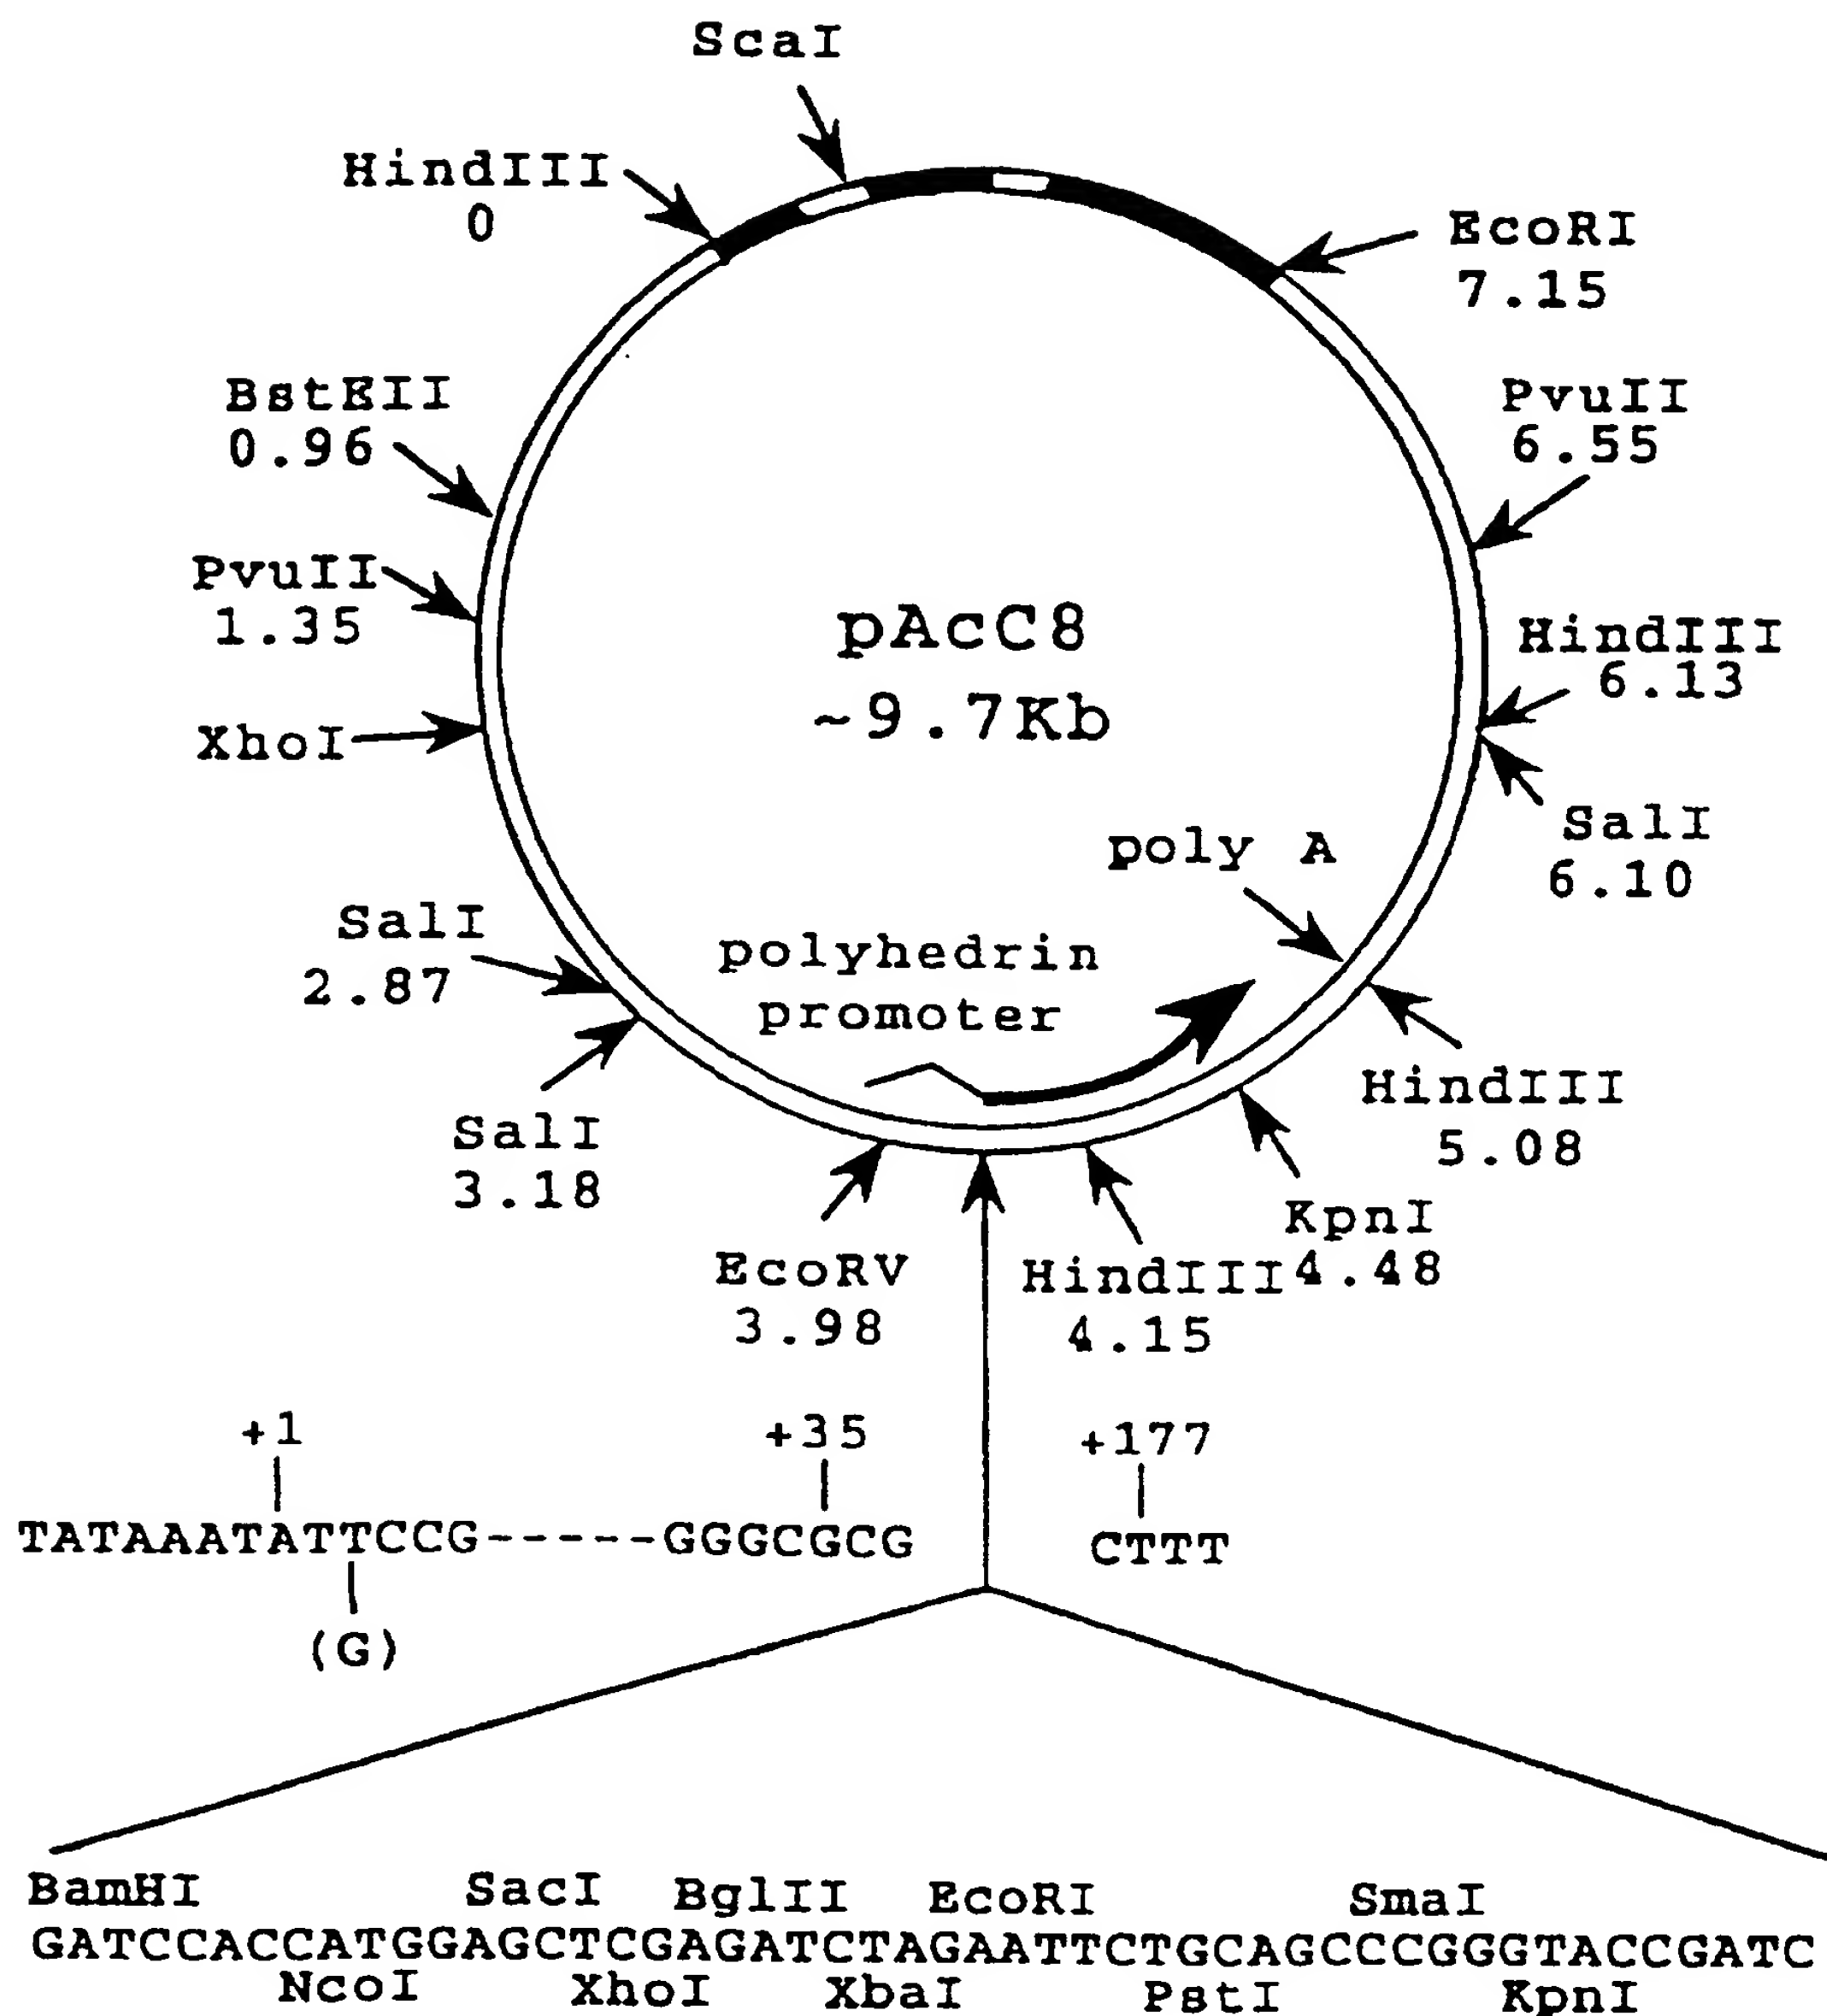 ScaI
HindIII
0
EcoRI
7.15
BstEII
0.96
PvuII
6.55
PvuII
1.35
pAcC8
~9.7Kb
HindIII
6.13
XhoI
SalI
6.10
poly A
SalI
2.87
polyhedrin
promoter
HindIII
5.08
SalI
3.18
KpnI
4.48
EcoRV
3.98
HindIII
4.15
+1
+35
+177
TATAAATATTCCG-----GGGCGCG
CTTT
(G)
BamHI SacI BglII EcoRI SmaI
GATCCACCATGGAGCTCGAGATCTAGAATTCTGCAGCCCGGGTACCGATC
NcoI XhoI XbaI PstI KpnI